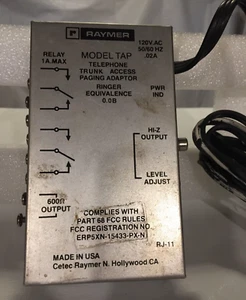 r RAYMER
120V.AC
50/60 HZ
.02A
RELAY
1A.MAX
MODEL TAP
TELEPHONE
TRUNK ACCESS
PAGING ADAPTOR
RINGER
EQUIVALENCE
0.0B
PWR
IND
HI-Z
OUTPUT
LEVEL
ADJUST
600Ω
OUTPUT
COMPLIES WITH
PART 68 FCC RULES
FCC REGISTRATION NO.
ERP5XN-15433-PX-N
RJ-11
MADE IN USA
Cetec Raymer N. Hollywood CA